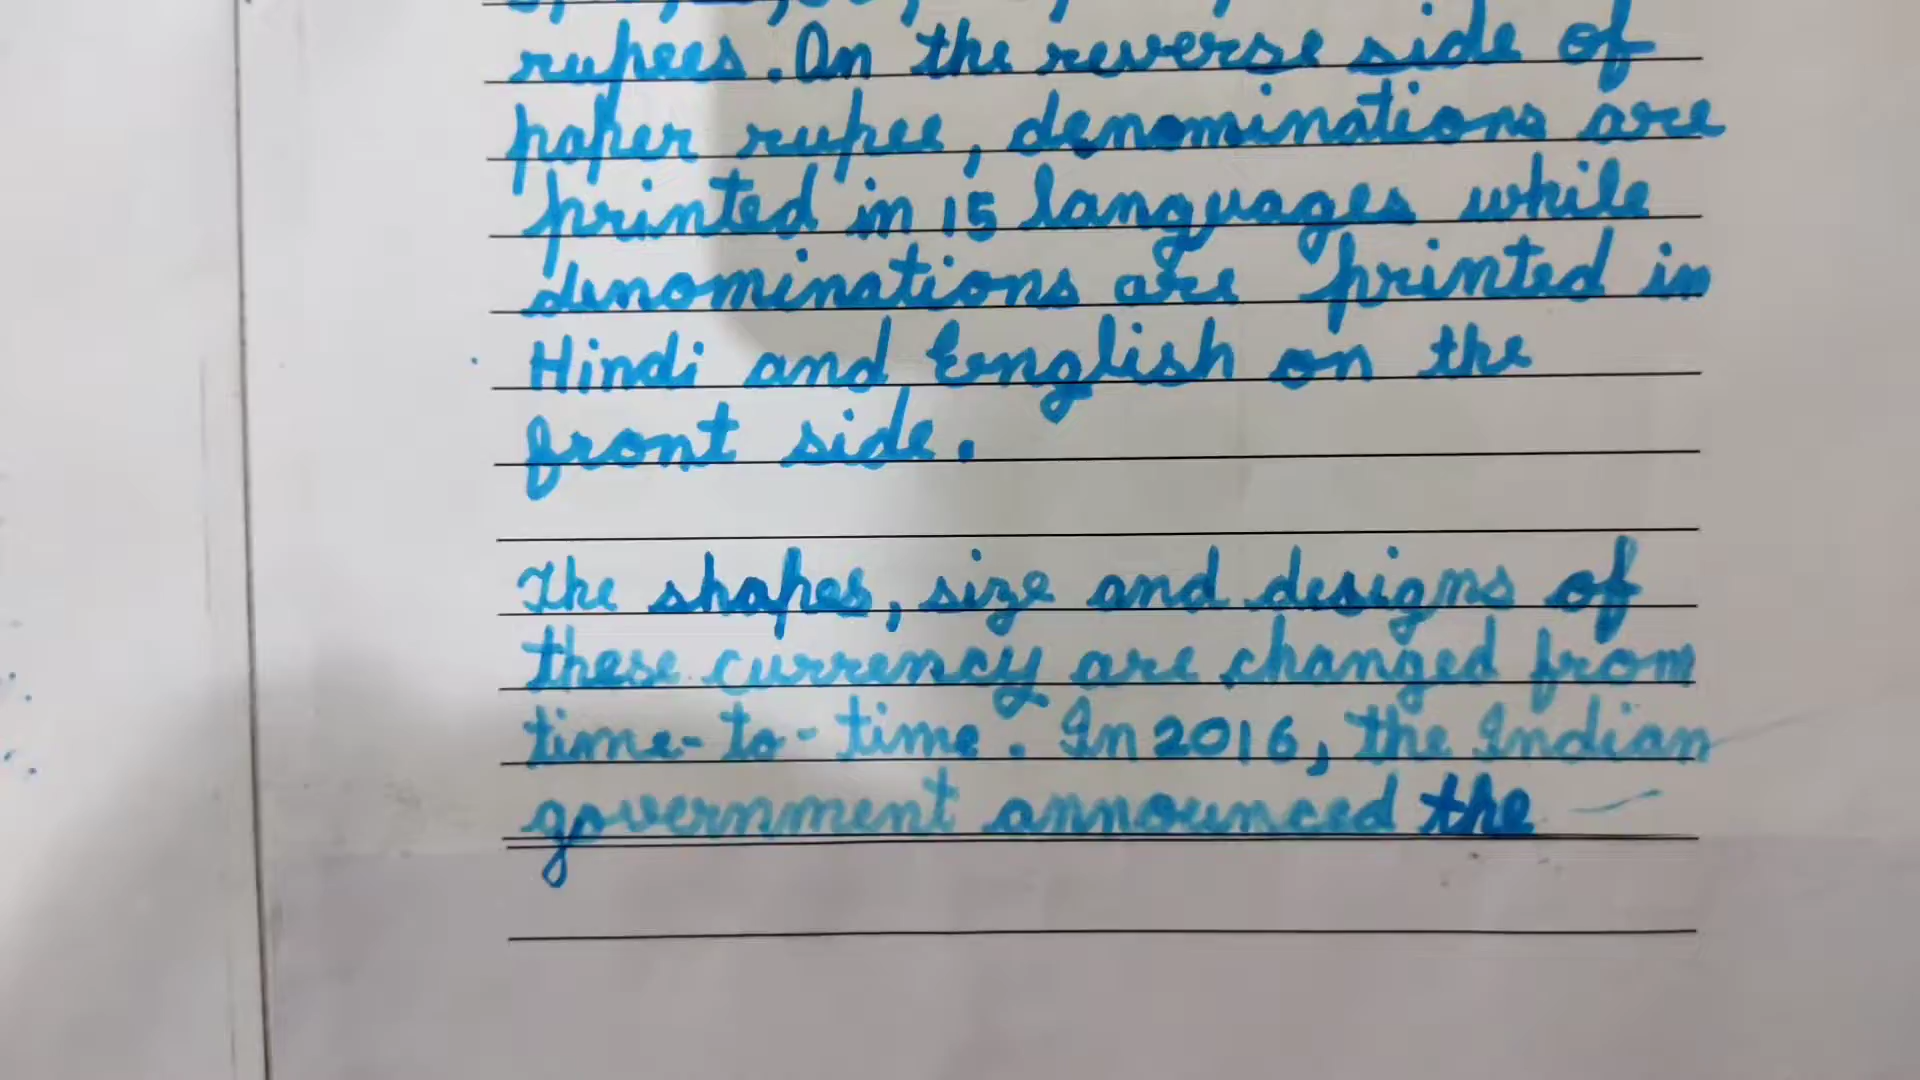 rupees. On the reverse side of
paper rupee, denominations are
printed in 15 languages while
denominations are printed in
Hindi and English on the
front side.
The shapes, size and designs of
these currency are changed from
time-to-time. In 2016, the Indian
government announced the